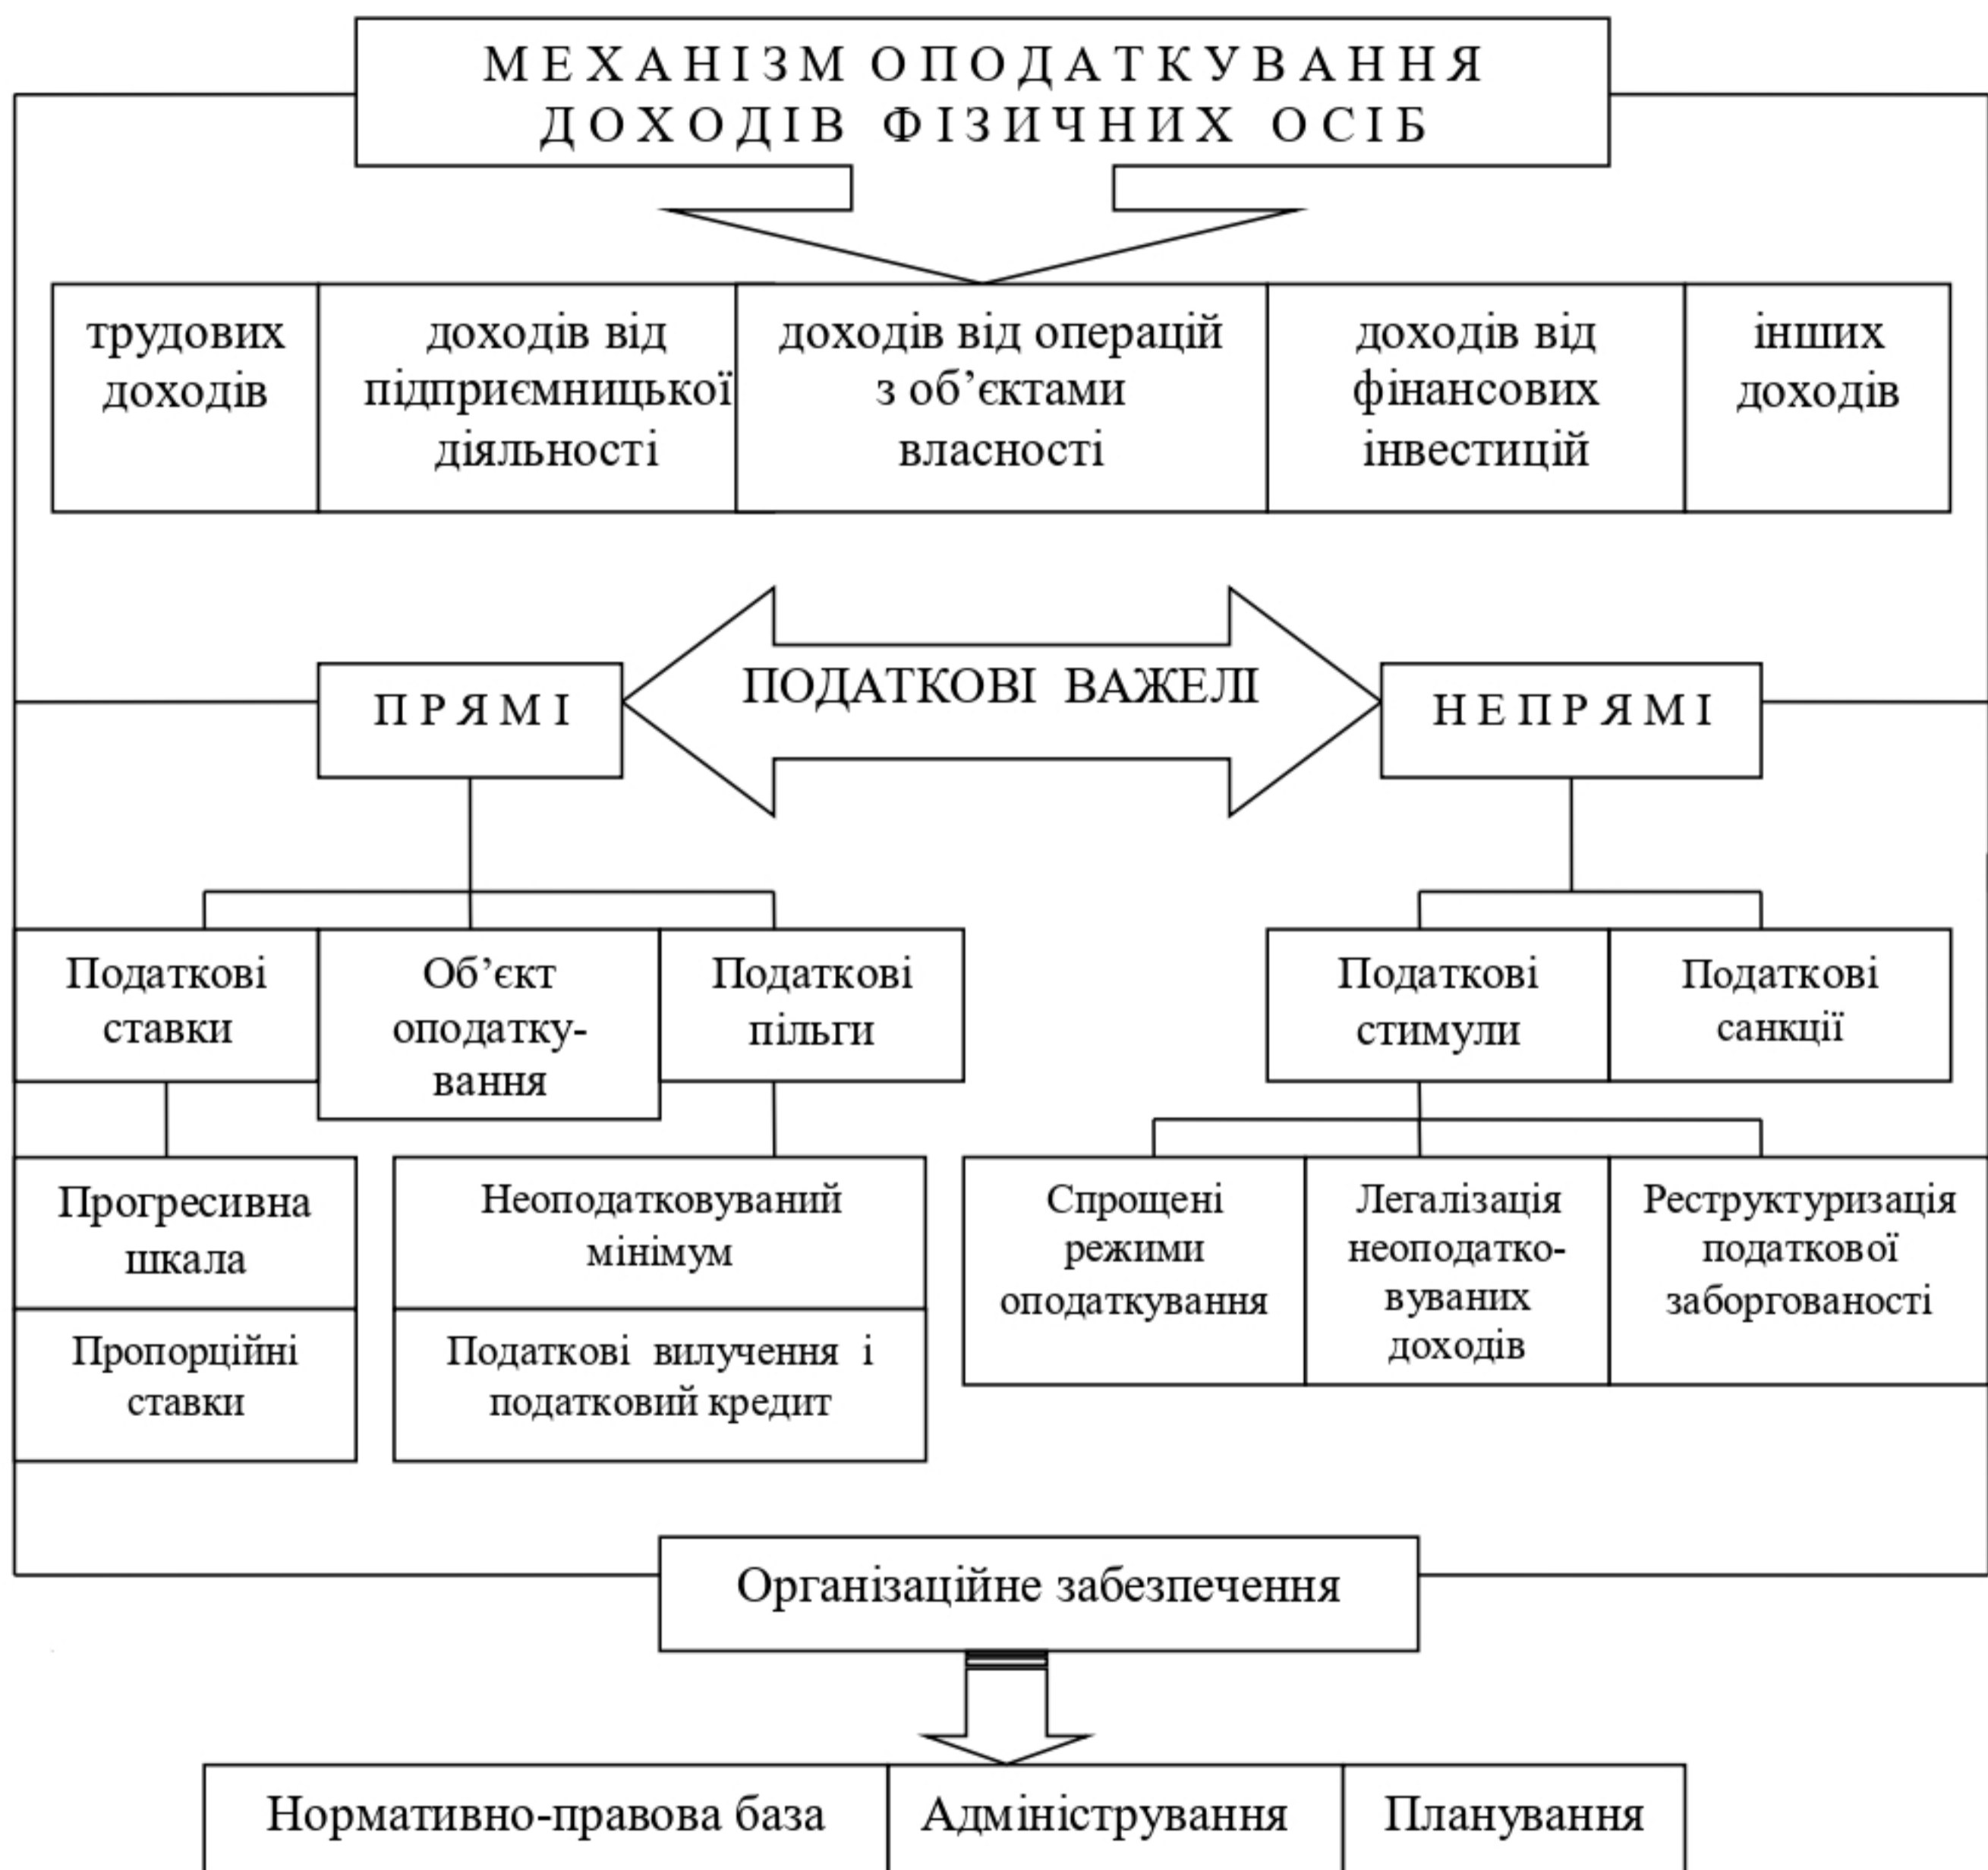 МЕХАНІЗМ ОПОДАТКУВАННЯ
ДОХОДІВ ФІЗИЧНИХ ОСІБ
трудових
доходів
доходів від
підприємницької
діяльності
доходів від операцій
з об’єктами
власності
доходів від
фінансових
інвестицій
інших
доходів
ПОДАТКОВІ ВАЖЕЛІ
ПРЯМІ
НЕПРЯМІ
Податкові
ставки
Об’єкт
оподатку-
вання
Податкові
пільги
Податкові
стимули
Податкові
санкції
Прогресивна
шкала
Пропорційні
ставки
Неоподатковуваний
мінімум
Податкові вилучення і
податковий кредит
Спрощені
режими
оподаткування
Легалізація
неоподатко-
вуваних
доходів
Реструктуризація
податкової
заборгованості
Організаційне забезпечення
Нормативно-правова база
Адміністрування
Планування